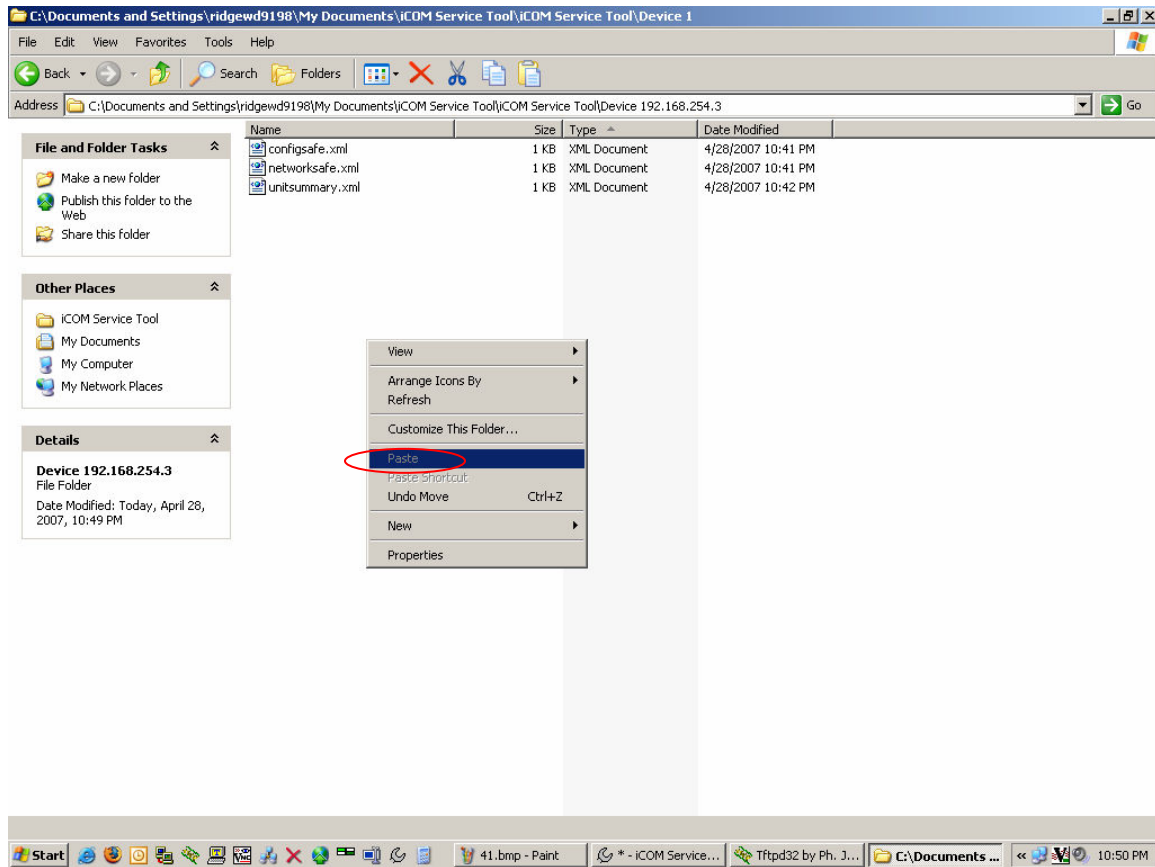 C:\Documents and Settings\ridgewd9198\My Documents\iCOM Service Tool\iCOM Service Tool\Device 1
File Edit View Favorites Tools Help
Back Search Folders
Address C:\Documents and Settings\ridgewd9198\My Documents\iCOM Service Tool\iCOM Service Tool\Device 192.168.254.3 Go
Name Size Type Date Modified
configsafe.xml 1 KB XML Document 4/28/2007 10:41 PM
networksafe.xml 1 KB XML Document 4/28/2007 10:41 PM
unitsummary.xml 1 KB XML Document 4/28/2007 10:42 PM
File and Folder Tasks
Make a new folder
Publish this folder to the
Web
Share this folder
Other Places
iCOM Service Tool
My Documents
My Computer
My Network Places
Details
Device 192.168.254.3
File Folder
Date Modified: Today, April 28,
2007, 10:49 PM
View
Arrange Icons By
Refresh
Customize This Folder...
Paste
Paste Shortcut
Undo Move Ctrl+Z
New
Properties
Start 41.bmp - Paint * - iCOM Service... Tftpd32 by Ph. J... C:\Documents ... 10:50 PM